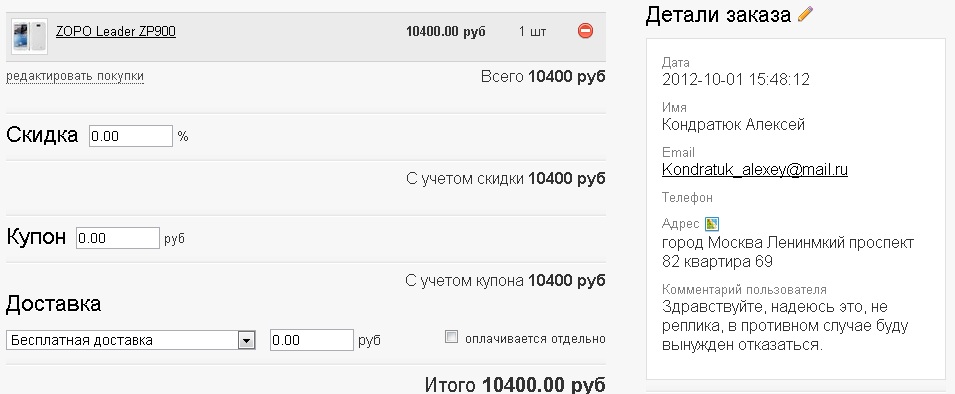 ZOPO Leader ZP900 10400.00 руб 1 шт
редактировать покупки Всего 10400 руб
Скидка 0.00 %
С учетом скидки 10400 руб
Купон 0.00 руб
С учетом купона 10400 руб
Доставка
Бесплатная доставка 0.00 руб оплачивается отдельно
Итого 10400.00 руб
Детали заказа
Дата
2012-10-01 15:48:12
Имя
Кондратюк Алексей
Email
Kondratuk_alexey@mail.ru
Телефон
Адрес
город Москва Ленинмкий проспект
82 квартира 69
Комментарий пользователя
Здравствуйте, надеюсь это, не
реплика, в противном случае буду
вынужден отказаться.